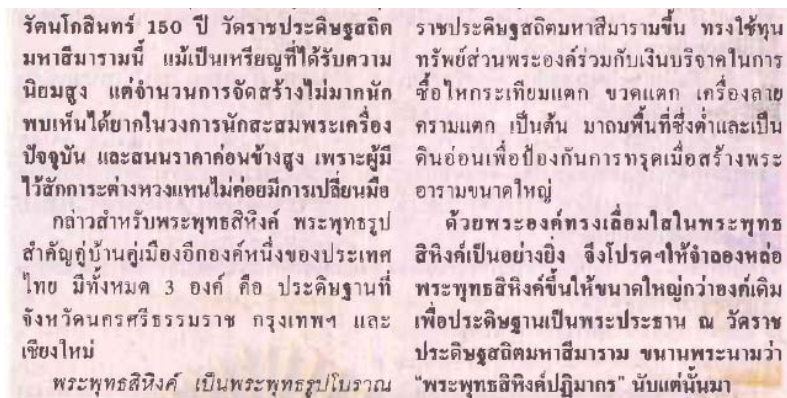 รัตนโกสินทร์ 150 ปี วัดราชประดิษฐสถิต
มหาสีมารามนี้ แม้เป็นเหรียญที่ได้รับความ
นิยมสูง แต่จำนวนการจัดสร้างไม่มากนัก
พบเห็นได้ยากในวงการนักสะสมพระเครื่อง
ปัจจุบัน และสนนราคาค่อนข้างสูง เพราะผู้มี
ไว้สักการะต่างหวงแหนไม่ค่อยมีการเปลี่ยนมือ
กล่าวสำหรับพระพุทธสิหิงค์ พระพุทธรูป
สำคัญคู่บ้านคู่เมืองอีกองค์หนึ่งของประเทศ
ไทย มีทั้งหมด 3 องค์ คือ ประดิษฐานที่
จังหวัดนครศรีธรรมราช กรุงเทพฯ และ
เชียงใหม่
พระพุทธสิหิงค์ เป็นพระพุทธรูปโบราณ
ราชประดิษฐสถิตมหาสีมารามขึ้น ทรงใช้ทุน
ทรัพย์ส่วนพระองค์ร่วมกับเงินบริจาคในการ
ซื้อไหกระเทียมแตก ขวดแตก เครื่องลาย
ครามแตก เป็นต้น มาถมพื้นที่ซึ่งต่ำและเป็น
ดินอ่อนเพื่อป้องกันการทรุดเมื่อสร้างพระ
อารามขนาดใหญ่
ด้วยพระองค์ทรงเลื่อมใสในพระพุทธ
สิหิงค์เป็นอย่างยิ่ง จึงโปรดฯให้จำลองหล่อ
พระพุทธสิหิงค์ขึ้นให้ขนาดใหญ่กว่าองค์เดิม
เพื่อประดิษฐานเป็นพระประธาน ณ วัดราช
ประดิษฐสถิตมหาสีมาราม ขนานพระนามว่า
"พระพุทธสิหิงค์ปฏิมากร" นับแต่นั้นมา